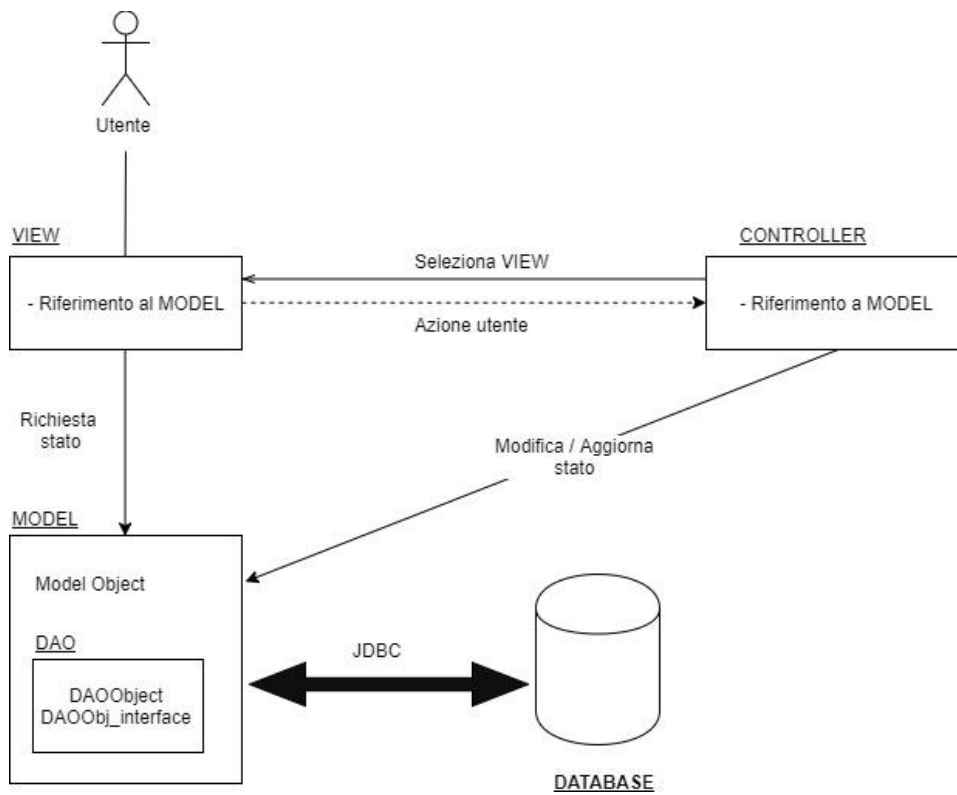 Utente
VIEW
CONTROLLER
Seleziona VIEW
- Riferimento al MODEL
- Riferimento a MODEL
Azione utente
Richiesta
stato
Modifica / Aggiorna
stato
MODEL
Model Object
DAO
JDBC
DAOObject
DAOObj_interface
DATABASE